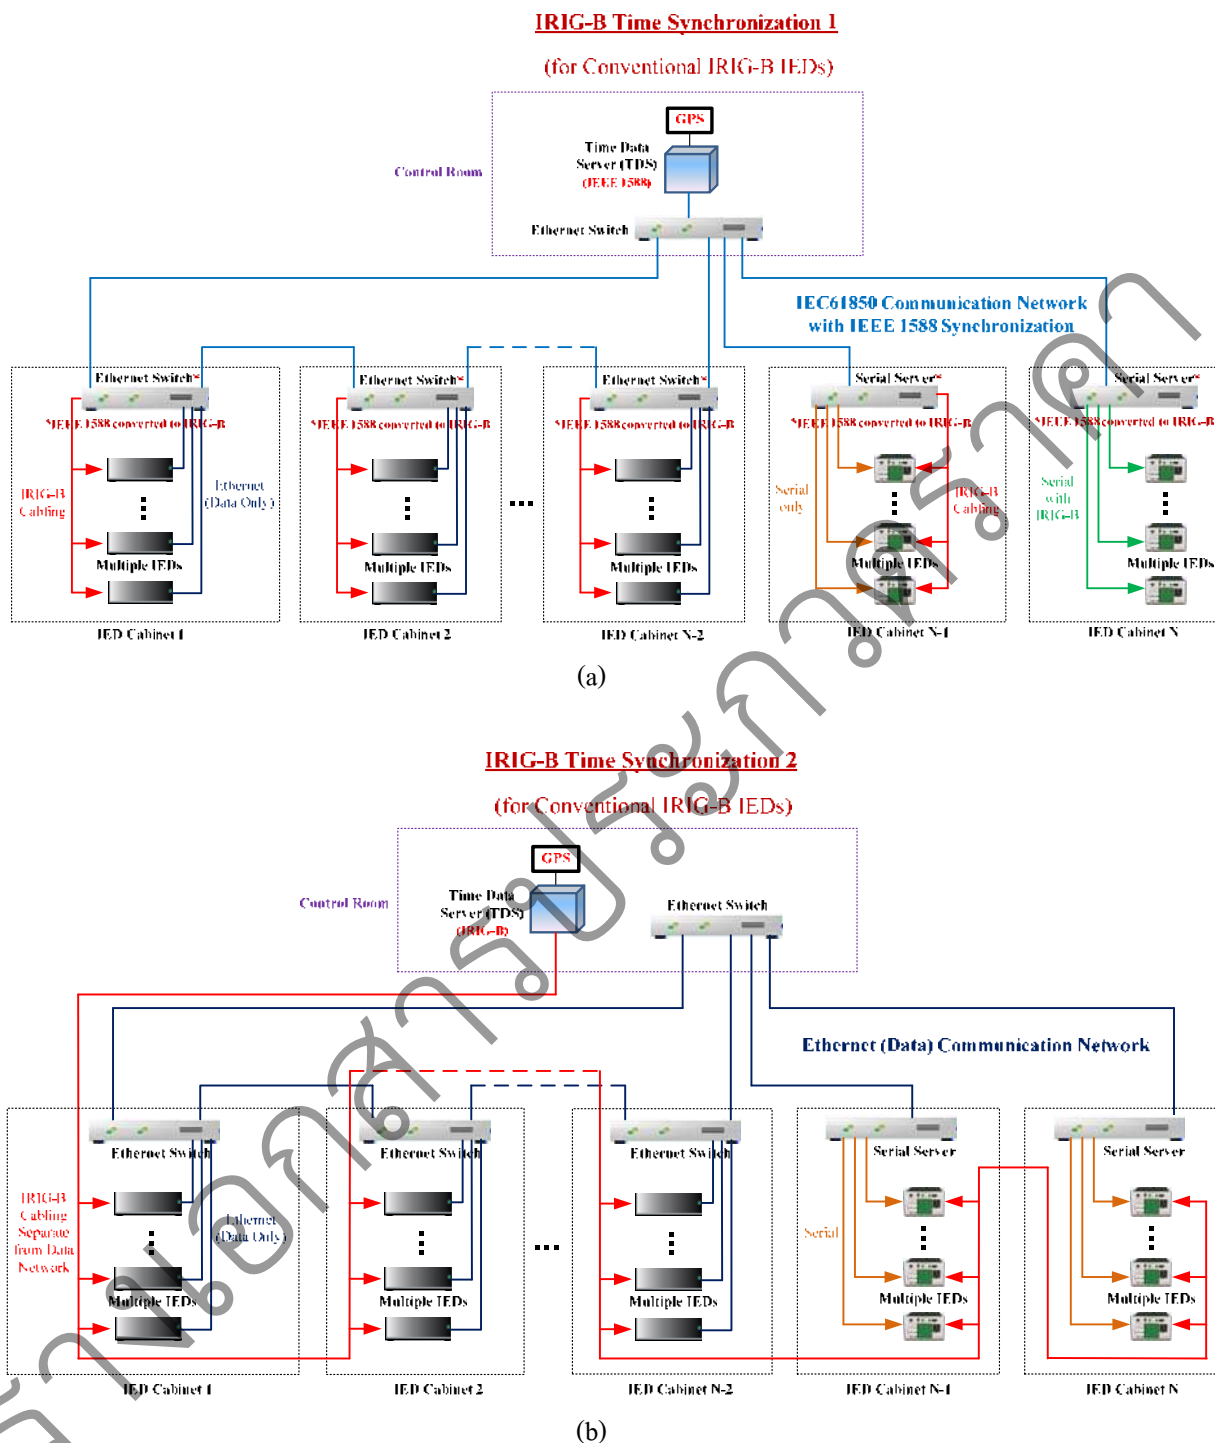 IRIG-B Time Synchronization 1
(for Conventional IRIG-B IEDs)
GPS
Time Data
Server (TDS)
(IEEE 1588)
Control Room
Ethernet Switch
IEC61850 Communication Network
with IEEE 1588 Synchronization
Ethernet Switch*
*IEEE 1588 converted to IRIG-B
IRIG-B
Cabling
Ethernet
(Data Only)
Multiple IEDs
IED Cabinet 1
Ethernet Switch*
*IEEE 1588 converted to IRIG-B
Multiple IEDs
IED Cabinet 2
Ethernet Switch*
*IEEE 1588 converted to IRIG-B
Multiple IEDs
IED Cabinet N-2
Serial Server*
*IEEE 1588 converted to IRIG-B
Serial
only
IRIG-B
Cabling
Multiple IEDs
IED Cabinet N-1
Serial Server*
*IEEE 1588 converted to IRIG-B
Serial
with
IRIG-B
Multiple IEDs
IED Cabinet N
(a)
IRIG-B Time Synchronization 2
(for Conventional IRIG-B IEDs)
GPS
Time Data
Server (TDS)
(IRIG-B)
Control Room
Ethernet Switch
Ethernet (Data) Communication Network
Ethernet Switch
IRIG-B
Cabling
Separate
from Data
Network
Ethernet
(Data Only)
Multiple IEDs
IED Cabinet 1
Ethernet Switch
Multiple IEDs
IED Cabinet 2
Ethernet Switch
Multiple IEDs
IED Cabinet N-2
Serial Server
Serial
Multiple IEDs
IED Cabinet N-1
Serial Server
Multiple IEDs
IED Cabinet N
(b)